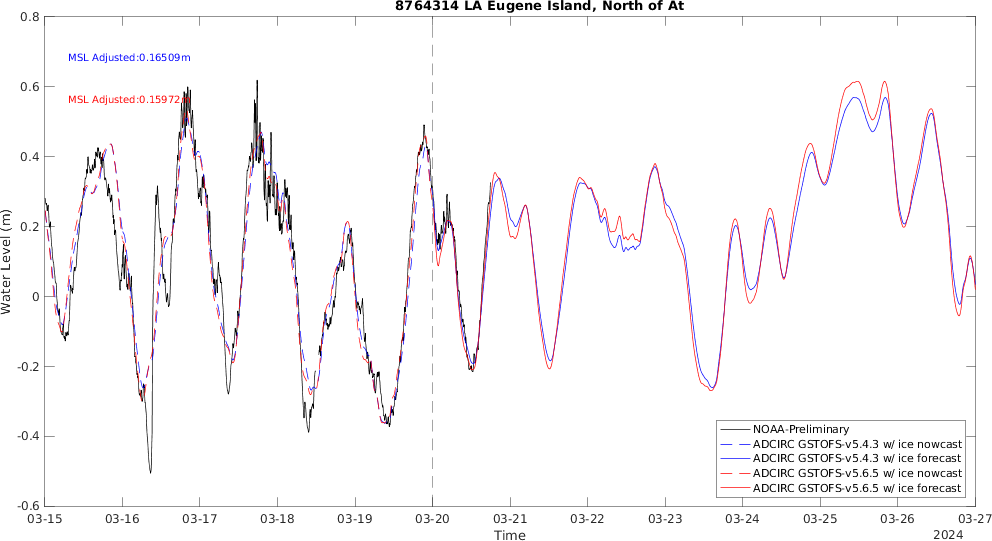 8764314 LA Eugene Island, North of At
0.8
0.6
0.4
0.2
0
-0.2
-0.4
-0.6
Water Level (m)
MSL Adjusted:0.16509m
MSL Adjusted:0.15972m
NOAA-Preliminary
ADCIRC GSTOFS-v5.4.3 w/ ice nowcast
ADCIRC GSTOFS-v5.4.3 w/ ice forecast
ADCIRC GSTOFS-v5.6.5 w/ ice nowcast
ADCIRC GSTOFS-v5.6.5 w/ ice forecast
03-15 03-16 03-17 03-18 03-19 03-20 03-21 03-22 03-23 03-24 03-25 03-26 03-27
Time
2024